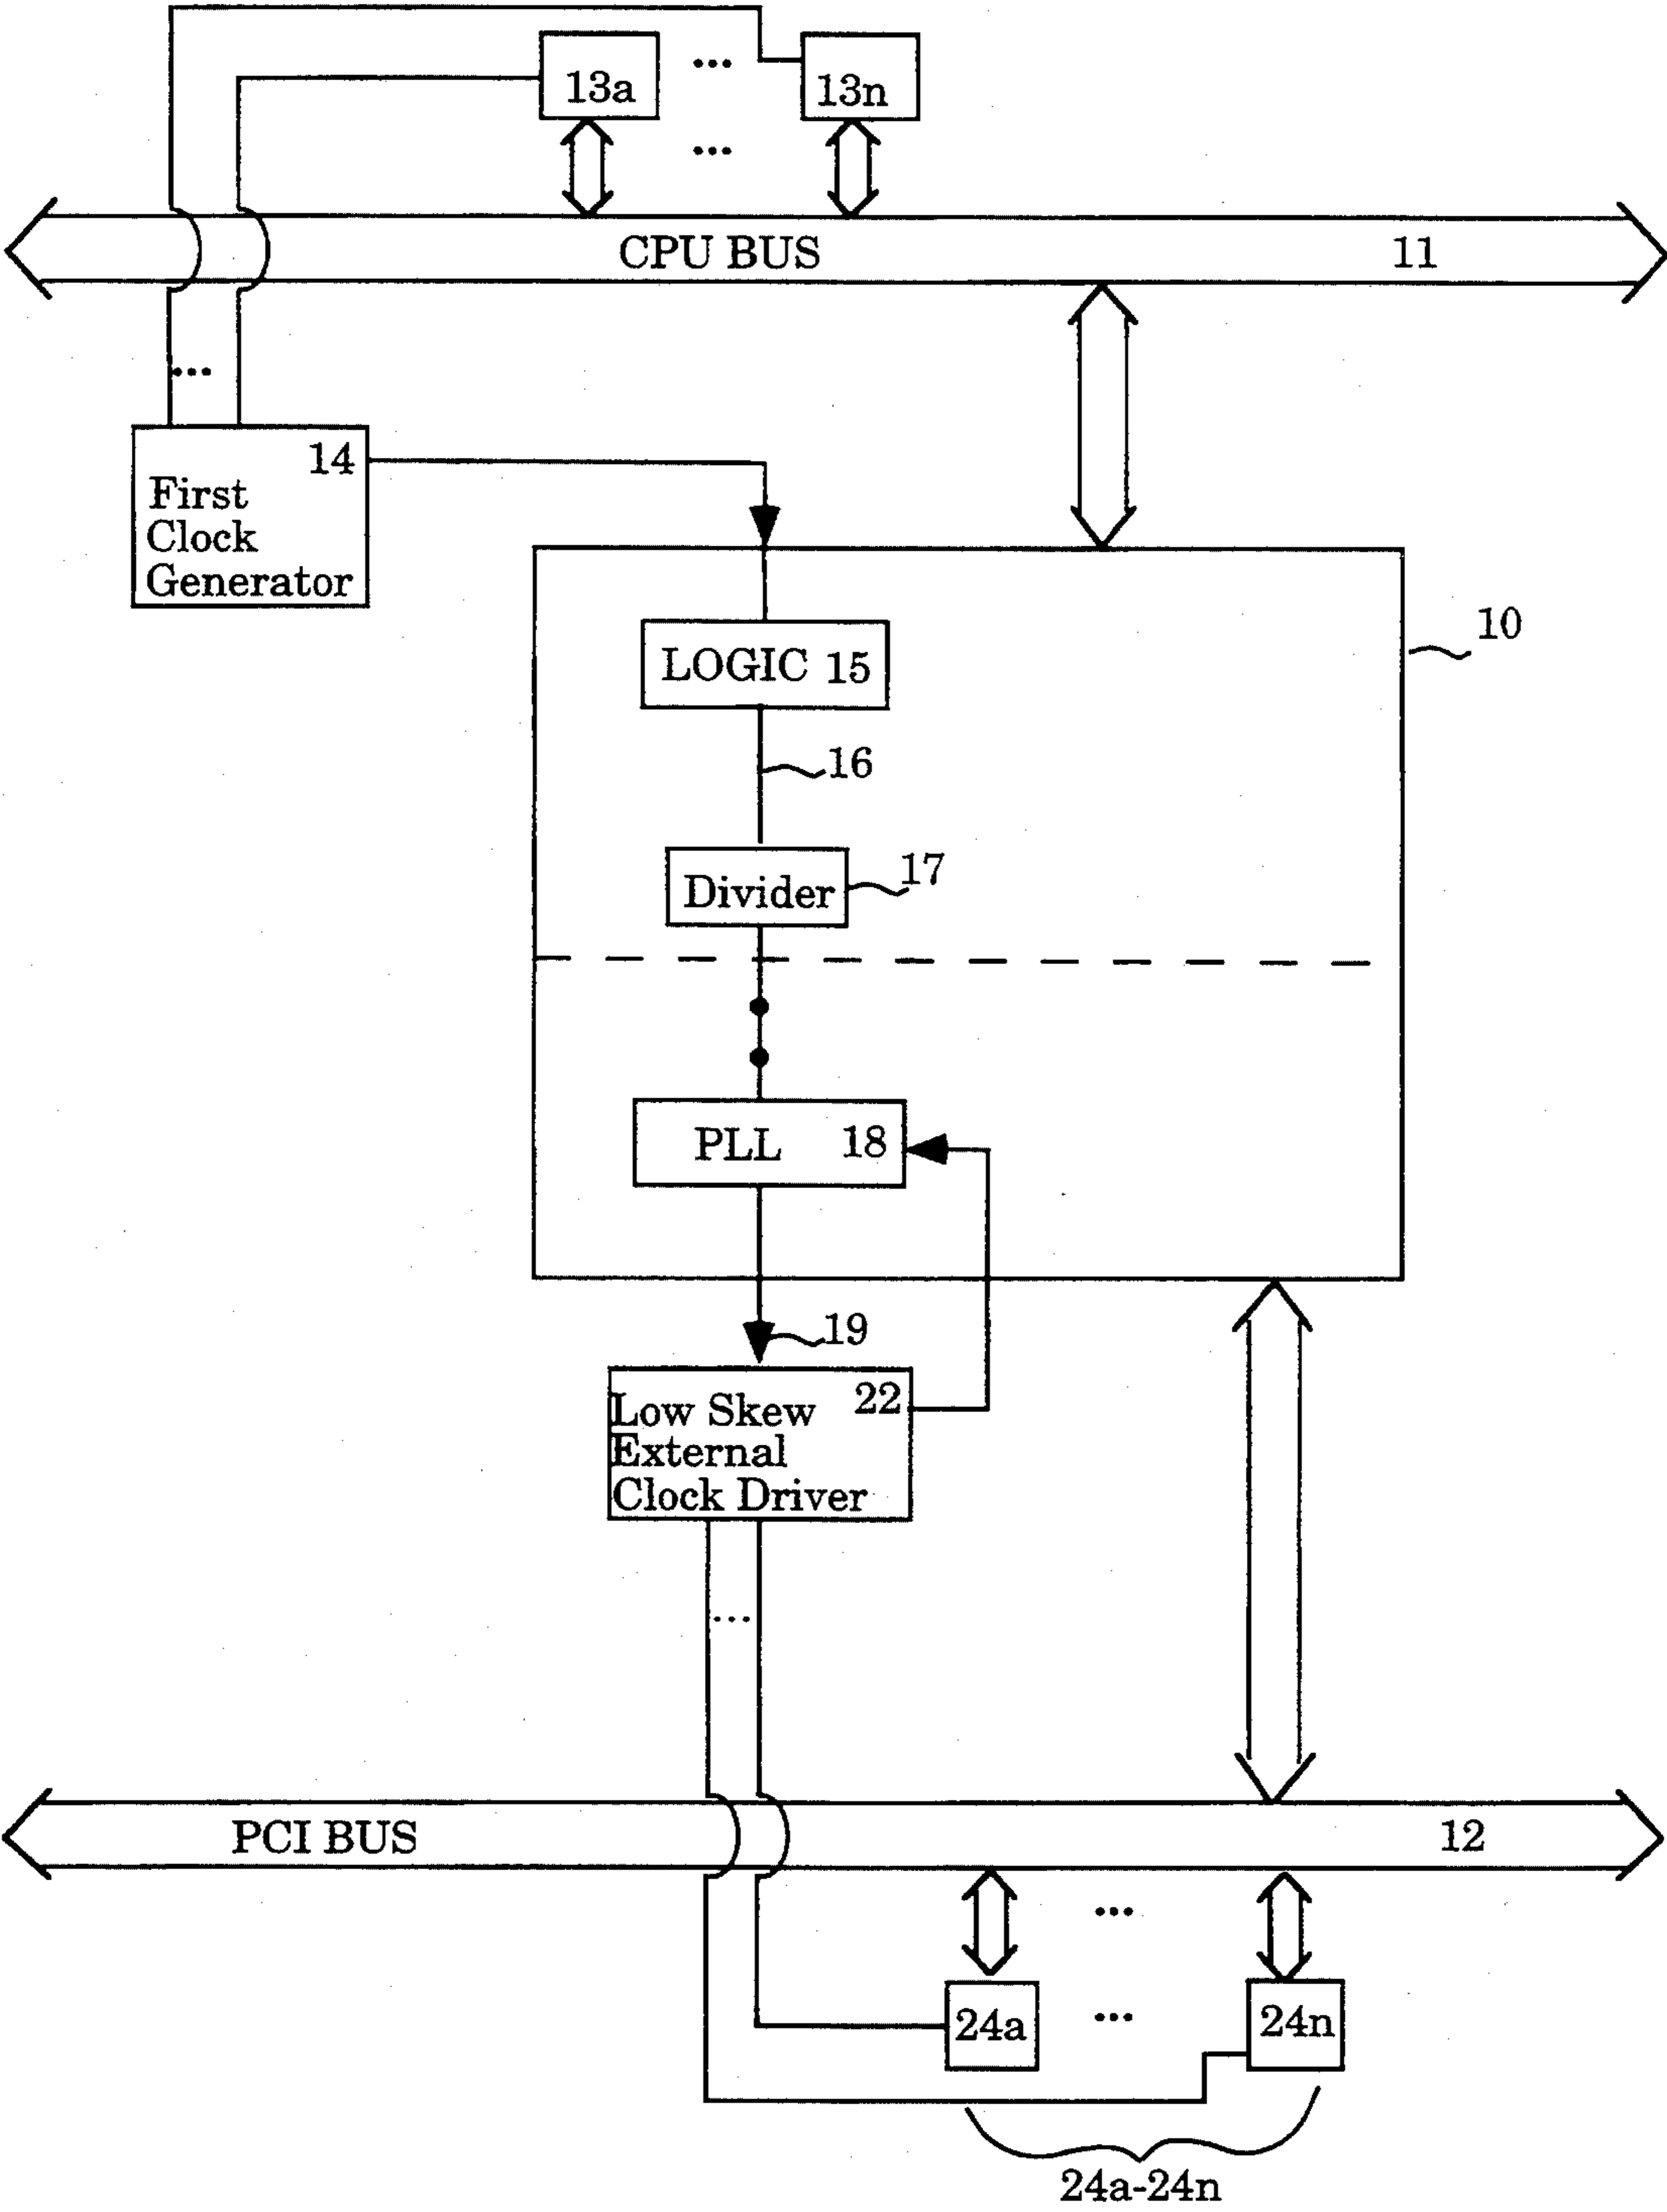 13a
...
13n
...
CPU BUS 11
...
14
First
Clock
Generator
10
LOGIC 15
16
Divider
17
PLL 18
19
22
Low Skew
External
Clock Driver
...
PCI BUS 12
...
24a
...
24n
24a-24n